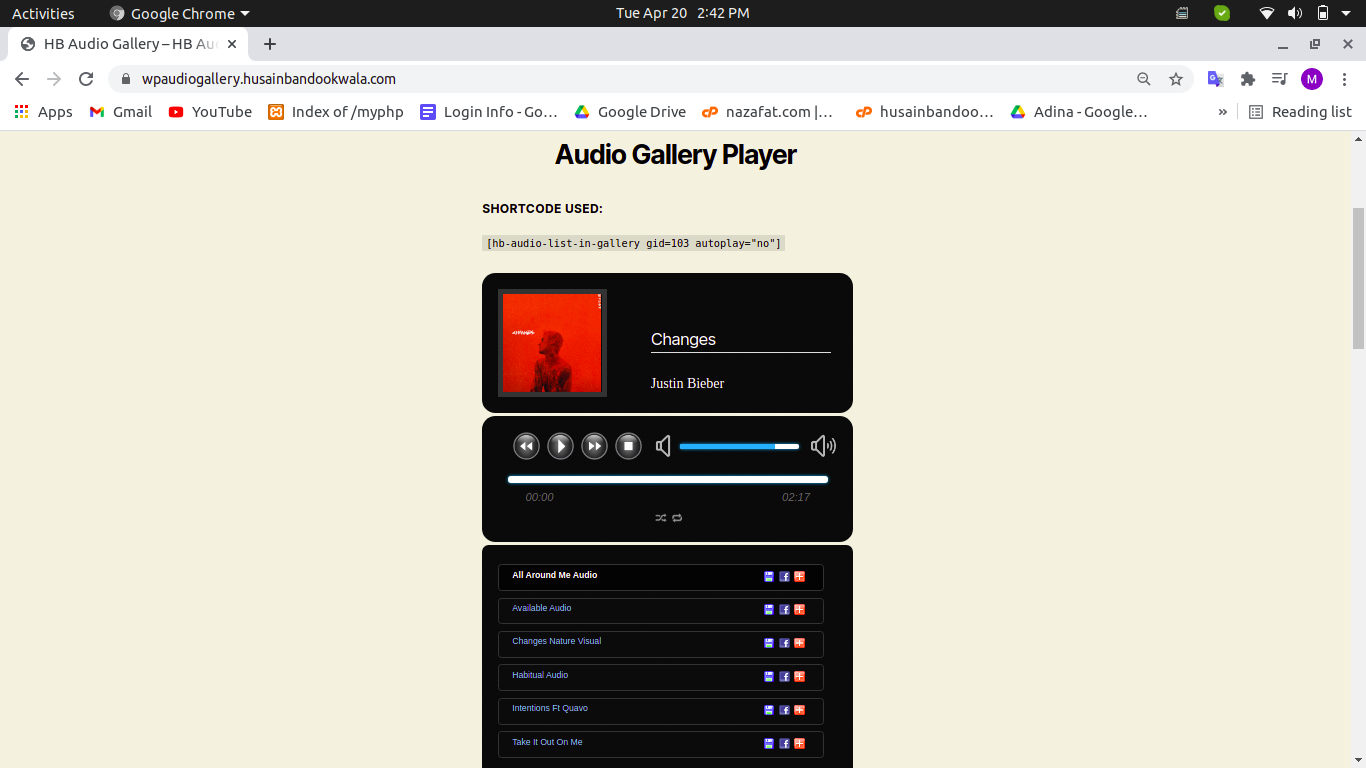 Activities Google Chrome Tue Apr 20 2:42 PM
HB Audio Gallery – HB Au
wpaudiogallery.husainbandookwala.com M
Apps Gmail YouTube Index of /myphp Login Info - Go… Google Drive nazafat.com |… husainbandoo… Adina - Google… » Reading list
Audio Gallery Player
SHORTCODE USED:
[hb-audio-list-in-gallery gid=103 autoplay="no"]
Changes
Justin Bieber
00:00 02:17
All Around Me Audio
Available Audio
Changes Nature Visual
Habitual Audio
Intentions Ft Quavo
Take It Out On Me